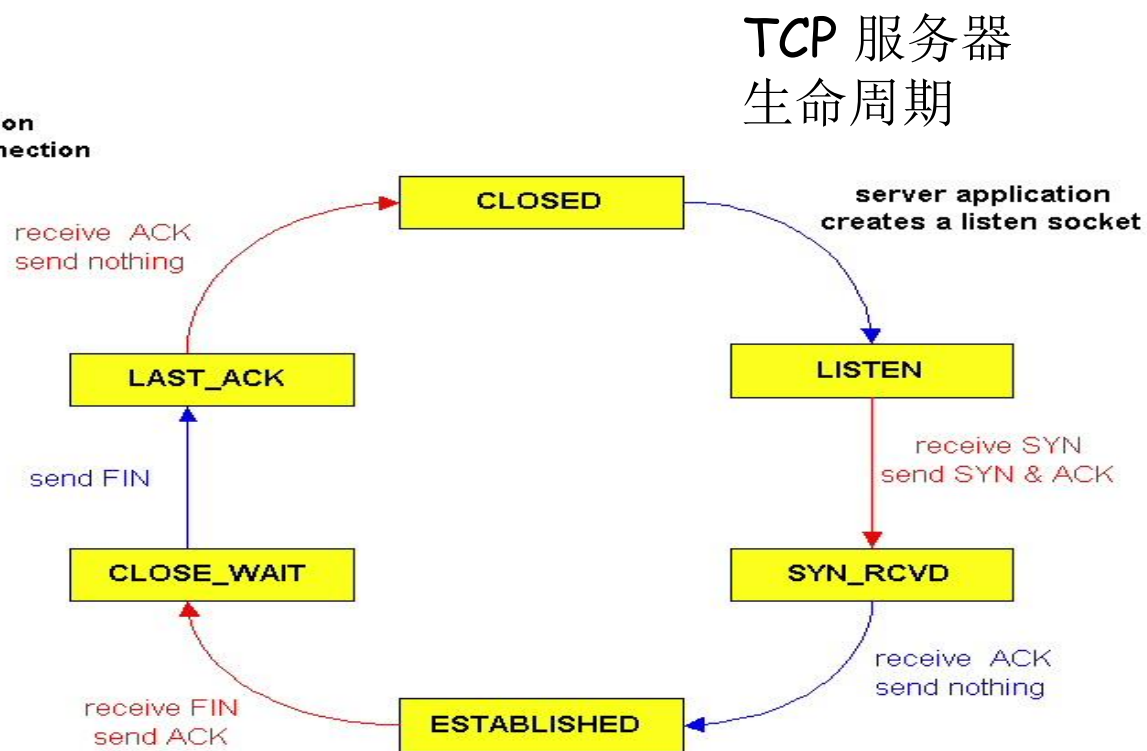 TCP 服务器
生命周期
on
nection
CLOSED
server application
creates a listen socket
receive ACK
send nothing
LAST_ACK
LISTEN
receive SYN
send SYN & ACK
send FIN
CLOSE_WAIT
SYN_RCVD
receive ACK
send nothing
receive FIN
send ACK
ESTABLISHED